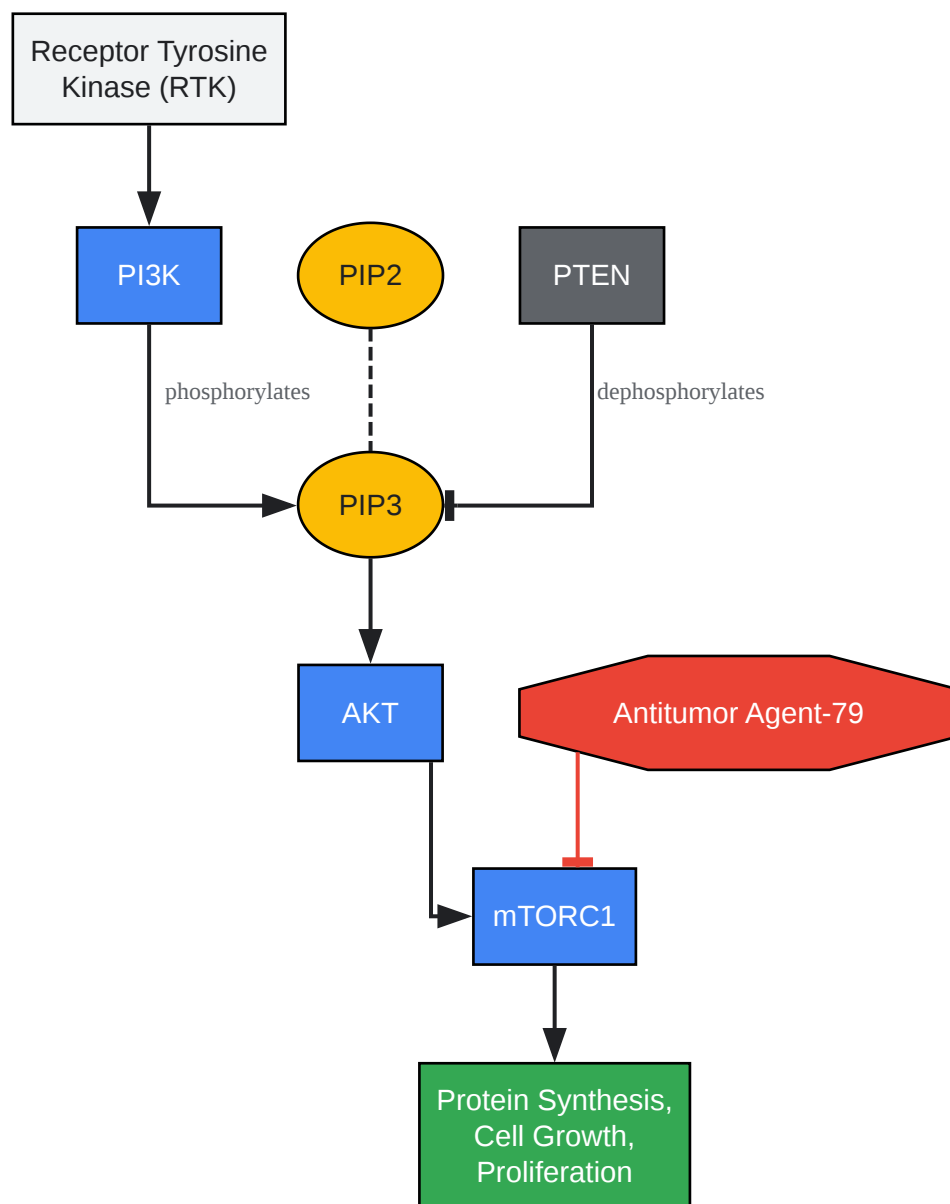 Receptor Tyrosine
Kinase (RTK)
PI3K
PIP2
PTEN
phosphorylates
dephosphorylates
PIP3
AKT
Antitumor Agent-79
mTORC1
Protein Synthesis,
Cell Growth,
Proliferation